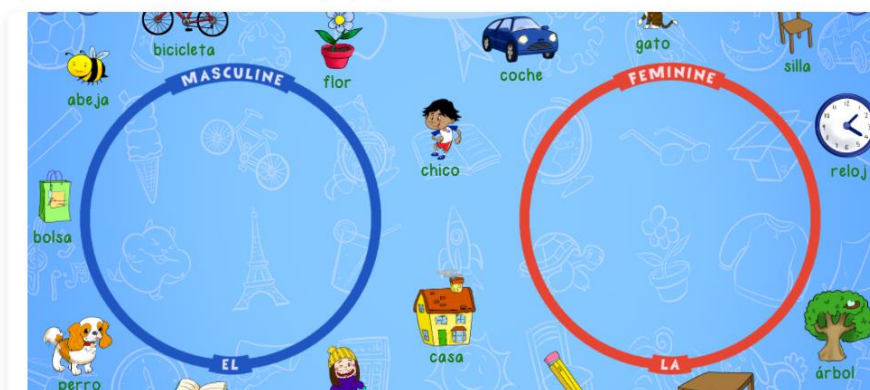 bicicleta
flor
coche
gato
silla
abeja
MASCULINE
FEMININE
chico
reloj
bolsa
casa
EL
LA
perro
árbol